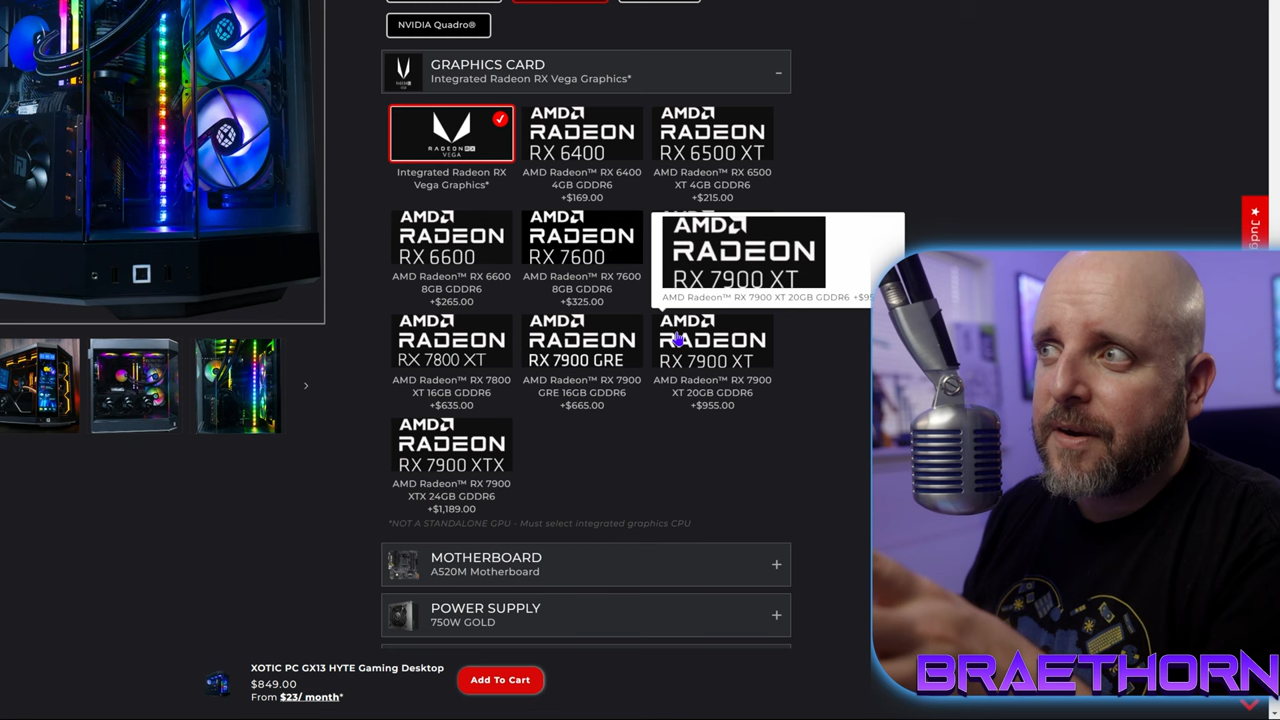 NVIDIA Quadro®
GRAPHICS CARD
Integrated Radeon RX Vega Graphics*
RADEON RX
VEGA
Integrated Radeon RX
Vega Graphics*
AMD
RADEON
RX 6400
AMD Radeon™ RX 6400
4GB GDDR6
+$169.00
AMD
RADEON
RX 6500 XT
AMD Radeon™ RX 6500
XT 4GB GDDR6
+$215.00
AMD
RADEON
RX 6600
AMD Radeon™ RX 6600
8GB GDDR6
+$265.00
AMD
RADEON
RX 7600
AMD Radeon™ RX 7600
8GB GDDR6
+$325.00
AMD
RADEON
RX 7900 XT
AMD Radeon™ RX 7900 XT 20GB GDDR6 +$95
AMD
RADEON
RX 7800 XT
AMD Radeon™ RX 7800
XT 16GB GDDR6
+$635.00
AMD
RADEON
RX 7900 GRE
AMD Radeon™ RX 7900
GRE 16GB GDDR6
+$665.00
AMD
RADEON
RX 7900 XT
AMD Radeon™ RX 7900
XT 20GB GDDR6
+$955.00
AMD
RADEON
RX 7900 XTX
AMD Radeon™ RX 7900
XTX 24GB GDDR6
+$1,189.00
*NOT A STANDALONE GPU - Must select integrated graphics CPU
MOTHERBOARD
A520M Motherboard
POWER SUPPLY
750W GOLD
XOTIC PC GX13 HYTE Gaming Desktop
$849.00
From $23/ month*
Add To Cart
★ Judg
BRAETHORN